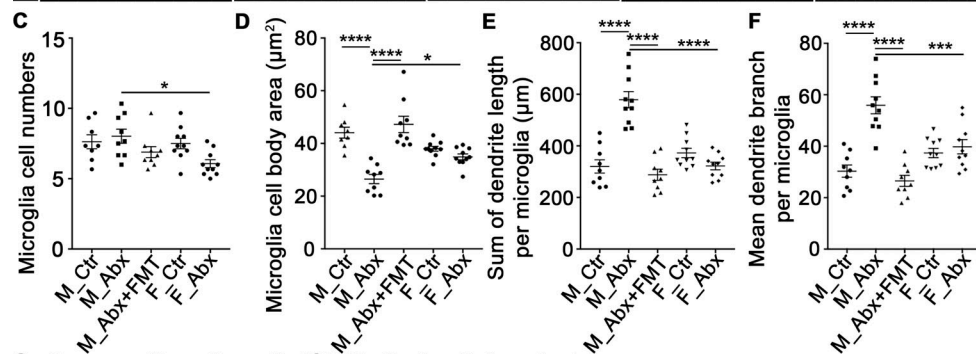 C
Microglia cell numbers
15
10
5
0
*
M_Ctr
M_Abx
M_Abx+FMT
F_Ctr
F_Abx
D
Microglia cell body area (µm²)
80
60
40
20
0
****
****
*
M_Ctr
M_Abx
M_Abx+FMT
F_Ctr
F_Abx
E
Sum of dendrite length
per microglia (µm)
800
600
400
200
0
****
****
****
M_Ctr
M_Abx
M_Abx+FMT
F_Ctr
F_Abx
F
Mean dendrite branch
per microglia
80
60
40
20
0
****
****
***
M_Ctr
M_Abx
M_Abx+FMT
F_Ctr
F_Abx